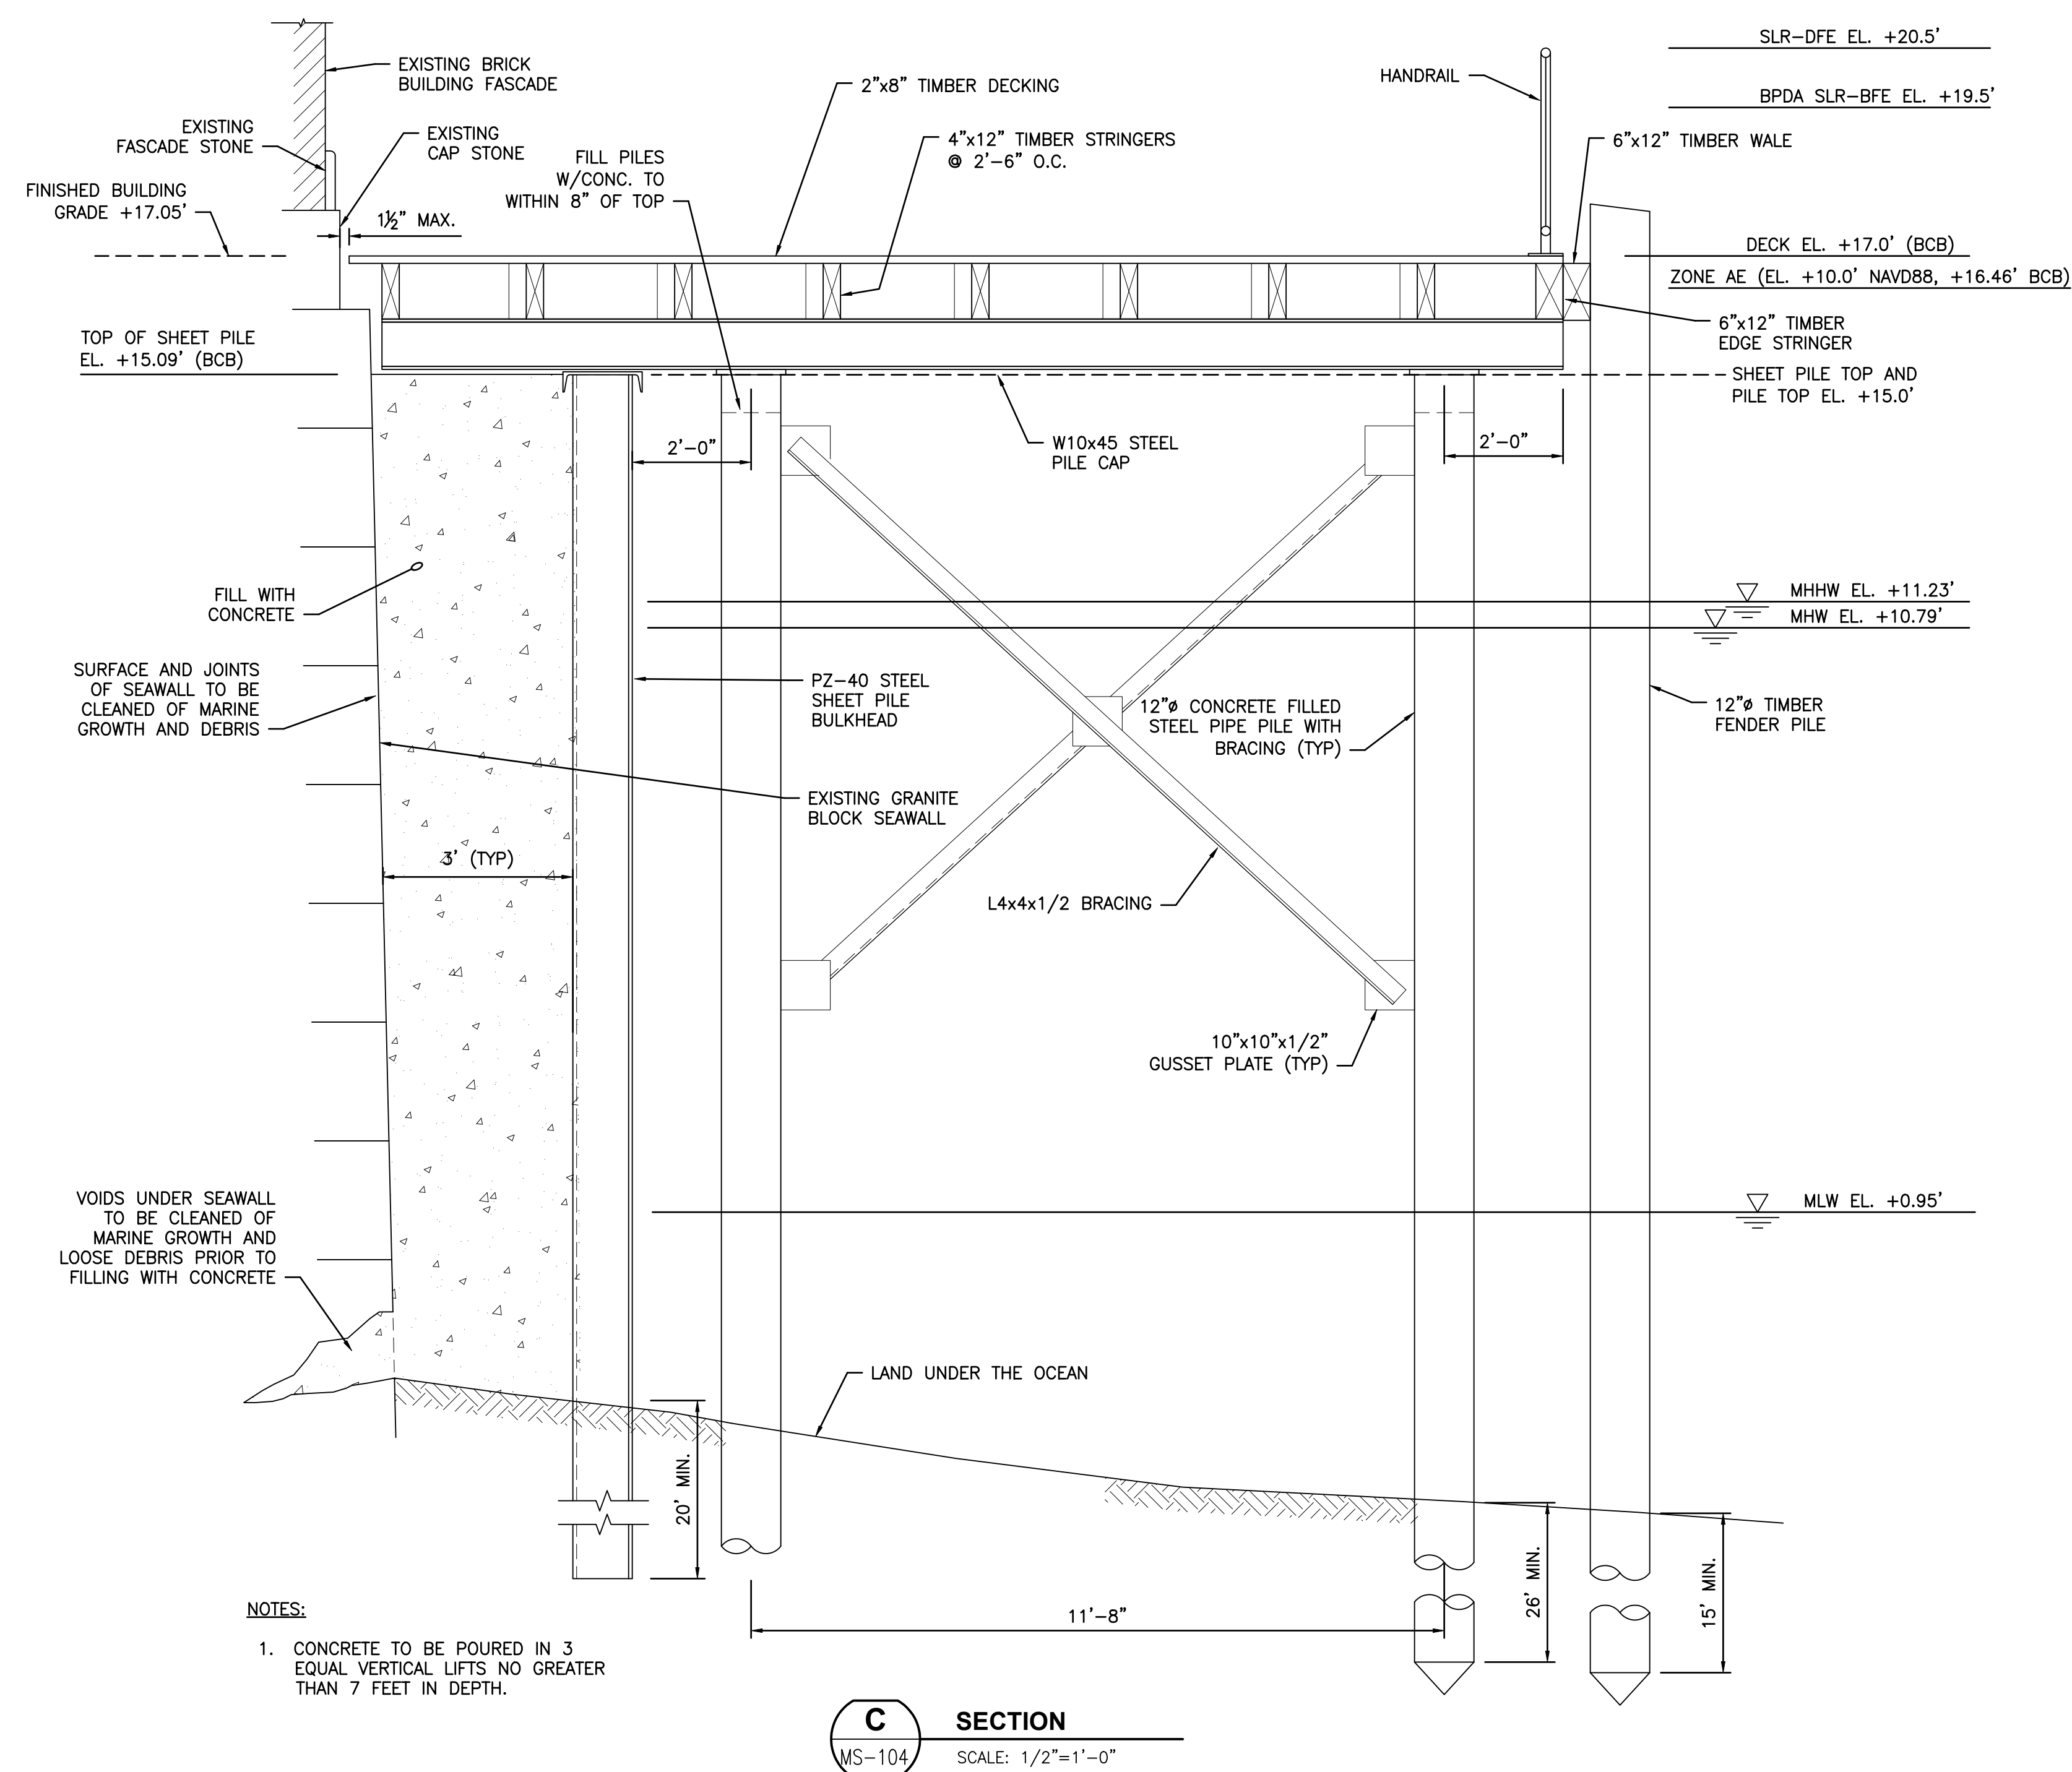 SLR-DFE EL. +20.5'
EXISTING BRICK
BUILDING FASCADE
HANDRAIL
2"x8" TIMBER DECKING
BPDA SLR-BFE EL. +19.5'
EXISTING
FASCADE STONE
EXISTING
CAP STONE
4"x12" TIMBER STRINGERS
@ 2'-6" O.C.
6"x12" TIMBER WALE
FILL PILES
W/CONC. TO
WITHIN 8" OF TOP
FINISHED BUILDING
GRADE +17.05'
1½" MAX.
DECK EL. +17.0' (BCB)
ZONE AE (EL. +10.0' NAVD88, +16.46' BCB)
TOP OF SHEET PILE
EL. +15.09' (BCB)
6"x12" TIMBER
EDGE STRINGER
SHEET PILE TOP AND
PILE TOP EL. +15.0'
2'-0"
W10x45 STEEL
PILE CAP
2'-0"
FILL WITH
CONCRETE
MHHW EL. +11.23'
MHW EL. +10.79'
SURFACE AND JOINTS
OF SEAWALL TO BE
CLEANED OF MARINE
GROWTH AND DEBRIS
PZ-40 STEEL
SHEET PILE
BULKHEAD
12"ø CONCRETE FILLED
STEEL PIPE PILE WITH
BRACING (TYP)
12"ø TIMBER
FENDER PILE
EXISTING GRANITE
BLOCK SEAWALL
3' (TYP)
L4x4x1/2 BRACING
10"x10"x1/2"
GUSSET PLATE (TYP)
VOIDS UNDER SEAWALL
TO BE CLEANED OF
MARINE GROWTH AND
LOOSE DEBRIS PRIOR TO
FILLING WITH CONCRETE
MLW EL. +0.95'
LAND UNDER THE OCEAN
20' MIN.
26' MIN.
15' MIN.
11'-8"
NOTES:
1. CONCRETE TO BE POURED IN 3
EQUAL VERTICAL LIFTS NO GREATER
THAN 7 FEET IN DEPTH.
C
MS-104
SECTION
SCALE: 1/2"=1'-0"